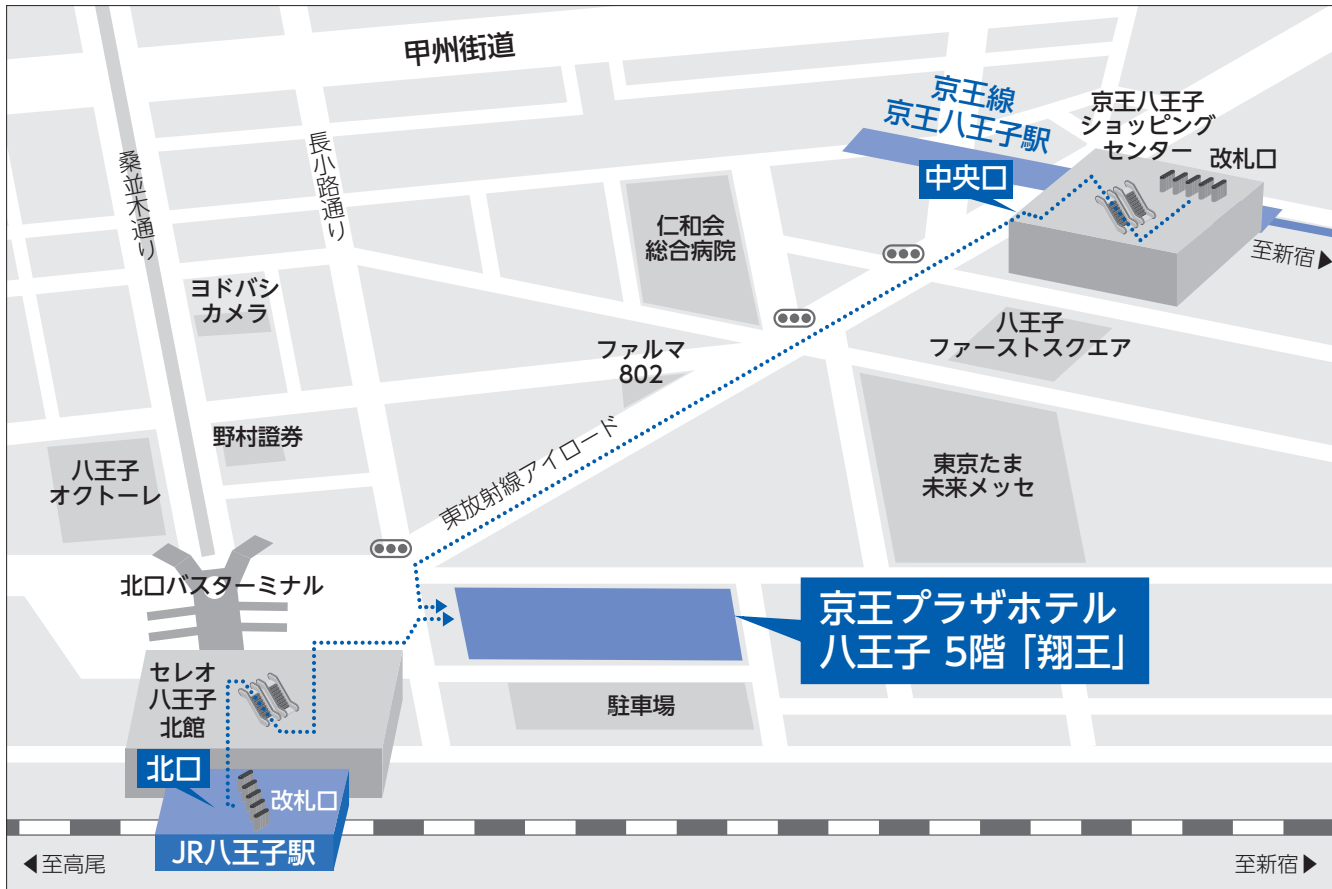 甲州街道
京王線
京王八王子駅
京王八王子
ショッピング
センター
改札口
中央口
至新宿▶
桑並木通り
長小路通り
仁和会
総合病院
ヨドバシ
カメラ
八王子
ファーストスクエア
ファルマ
802
野村證券
八王子
オクトーレ
東放射線アイロード
東京たま
未来メッセ
北口バスターミナル
京王プラザホテル
八王子 5階「翔王」
セレオ
八王子
北館
駐車場
北口
改札口
JR八王子駅
◀至高尾
至新宿▶